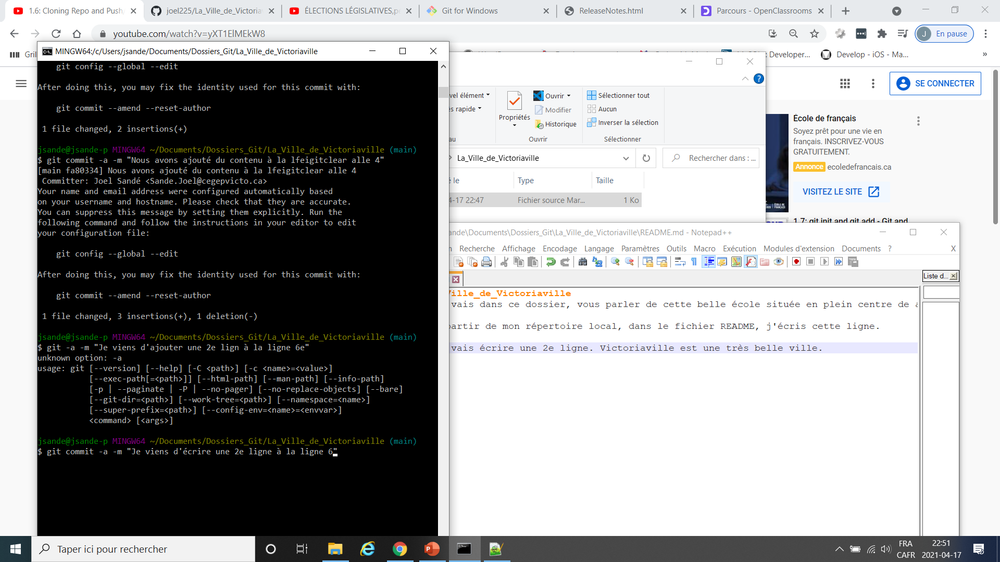 1.6: Cloning Repo and Push/
joel225/La_Ville_de_Victoria
ÉLECTIONS LÉGISLATIVES,p
Git for Windows
ReleaseNotes.html
Parcours - OpenClassrooms
youtube.com/watch?v=yXT1ElMEkW8
J
En pause
Gril
: Developer...
Develop - iOS - Ma...
»
SE CONNECTER
MINGW64:/c/Users/jsande/Documents/Dossiers_Git/La_Ville_de_Victoriaville
git config --global --edit
After doing this, you may fix the identity used for this commit with:
git commit --amend --reset-author
1 file changed, 2 insertions(+)
jsande@jsande-p MINGW64 ~/Documents/Dossiers_Git/La_Ville_de_Victoriaville (main)
$ git commit -a -m "Nous avons ajouté du contenu à la lfeigitclear alle 4"
[main fa80334] Nous avons ajouté du contenu à la lfeigitclear alle 4
Committer: Joel Sandé <Sande.Joel@cegepvicto.ca>
Your name and email address were configured automatically based
on your username and hostname. Please check that they are accurate.
You can suppress this message by setting them explicitly. Run the
following command and follow the instructions in your editor to edit
your configuration file:
git config --global --edit
After doing this, you may fix the identity used for this commit with:
git commit --amend --reset-author
1 file changed, 3 insertions(+), 1 deletion(-)
jsande@jsande-p MINGW64 ~/Documents/Dossiers_Git/La_Ville_de_Victoriaville (main)
$ git -a -m "Je viens d'ajouter une 2e lign à la ligne 6e"
unknown option: -a
usage: git [--version] [--help] [-C <path>] [-c <name>=<value>]
[--exec-path[=<path>]] [--html-path] [--man-path] [--info-path]
[-p | --paginate | -P | --no-pager] [--no-replace-objects] [--bare]
[--git-dir=<path>] [--work-tree=<path>] [--namespace=<name>]
[--super-prefix=<path>] [--config-env=<name>=<envvar>]
<command> [<args>]
jsande@jsande-p MINGW64 ~/Documents/Dossiers_Git/La_Ville_de_Victoriaville (main)
$ git commit -a -m "Je viens d'écrire une 2e ligne à la ligne 6"
?
vel élément
s rapide
au
Propriétés
Ouvrir
Modifier
Historique
Ouvrir
Sélectionner tout
Aucun
Inverser la sélection
Sélectionner
La_Ville_de_Victoriaville
Rechercher dans : ...
é le
Type
Taille
4-17 22:47
Fichier source Mar...
1 Ko
École de français
Soyez prêt pour une vie en
français. INSCRIVEZ-VOUS
GRATUITEMENT.
Annonce ecoledefrancais.ca
VISITEZ LE SITE
1.7: git init and git add - Git and
ande\Documents\Dossiers_Git\La_Ville_de_Victoriaville\README.md - Notepad++
n Recherche Affichage Encodage Langage Paramètres Outils Macro Exécution Modules d'extension Documents ? X
Liste d...
Ville_de_Victoriaville
vais dans ce dossier, vous parler de cette belle école située en plein centre de
partir de mon répertoire local, dans le fichier README, j'écris cette ligne.
vais écrire une 2e ligne. Victoriaville est une très belle ville.
Taper ici pour rechercher
FRA
CAFR
22:51
2021-04-17